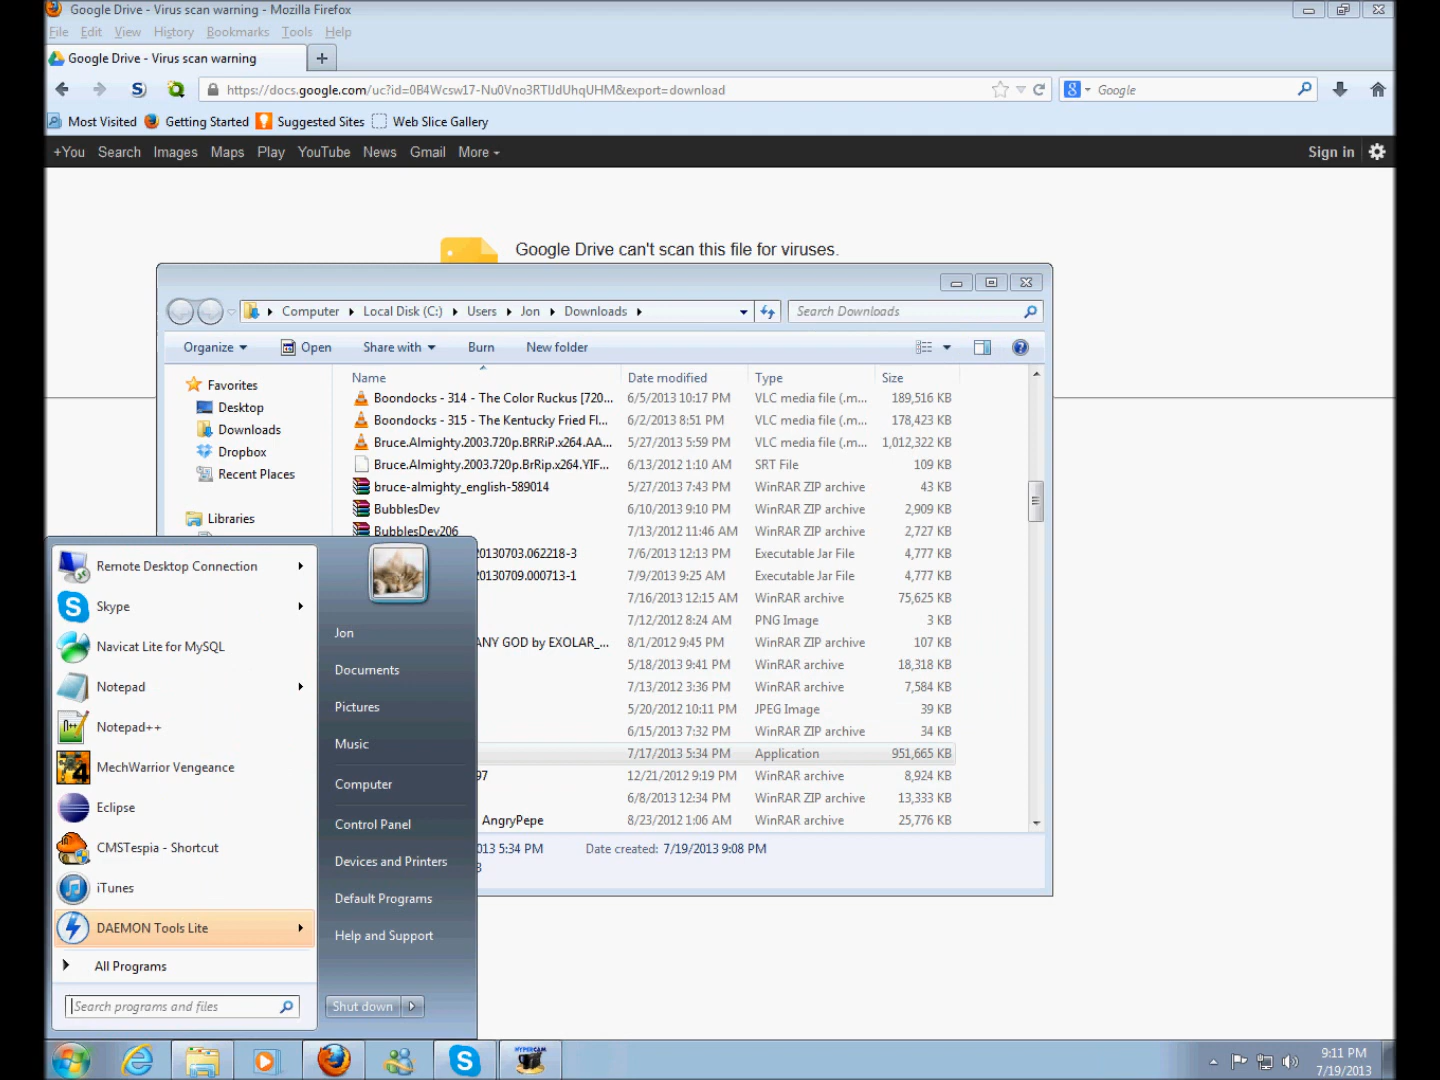 Google Drive - Virus scan warning - Mozilla Firefox
File Edit View History Bookmarks Tools Help
Google Drive - Virus scan warning
https://docs.google.com/uc?id=0B4Wcsw17-Nu0Vno3RTUdUhqUHM&export=download
Google
Most Visited Getting Started Suggested Sites Web Slice Gallery
+You Search Images Maps Play YouTube News Gmail More Sign in
Google Drive can't scan this file for viruses.
Computer Local Disk (C:) Users Jon Downloads
Search Downloads
Organize Open Share with Burn New folder
Name Date modified Type Size
Favorites
Desktop
Downloads
Dropbox
Recent Places
Libraries
Boondocks - 314 - The Color Ruckus [720... 6/5/2013 10:17 PM VLC media file (.m... 189,516 KB
Boondocks - 315 - The Kentucky Fried Fl... 6/2/2013 8:51 PM VLC media file (.m... 178,423 KB
Bruce.Almighty.2003.720p.BRRiP.x264.AA... 5/27/2013 5:59 PM VLC media file (.m... 1,012,322 KB
Bruce.Almighty.2003.720p.BrRip.x264.YIF... 6/13/2012 1:10 AM SRT File 109 KB
bruce-almighty_english-589014 5/27/2013 7:43 PM WinRAR ZIP archive 43 KB
BubblesDev 6/10/2013 9:10 PM WinRAR ZIP archive 2,909 KB
BubblesDev206 7/13/2012 11:46 AM WinRAR ZIP archive 2,727 KB
20130703.062218-3 7/6/2013 12:13 PM Executable Jar File 4,777 KB
20130709.000713-1 7/9/2013 9:25 AM Executable Jar File 4,777 KB
7/16/2013 12:15 AM WinRAR ZIP archive 75,625 KB
7/12/2012 8:24 AM PNG Image 3 KB
ANY GOD by EXOLAR_... 8/1/2012 9:45 PM WinRAR ZIP archive 107 KB
5/18/2013 9:41 PM WinRAR archive 18,318 KB
7/13/2012 3:36 PM WinRAR archive 7,584 KB
5/20/2012 10:11 PM JPEG Image 39 KB
6/15/2013 7:32 PM WinRAR ZIP archive 34 KB
7/17/2013 5:34 PM Application 951,665 KB
97 12/21/2012 9:19 PM WinRAR archive 8,924 KB
6/8/2013 12:34 PM WinRAR ZIP archive 13,333 KB
AngryPepe 8/23/2012 1:06 AM WinRAR archive 25,776 KB
013 5:34 PM Date created: 7/19/2013 9:08 PM
Remote Desktop Connection
Skype
Navicat Lite for MySQL
Notepad
Notepad++
MechWarrior Vengeance
Eclipse
CMSTespia - Shortcut
iTunes
DAEMON Tools Lite
All Programs
Search programs and files
Jon
Documents
Pictures
Music
Computer
Control Panel
Devices and Printers
Default Programs
Help and Support
Shut down
HYPERCAM
9:11 PM
7/19/2013